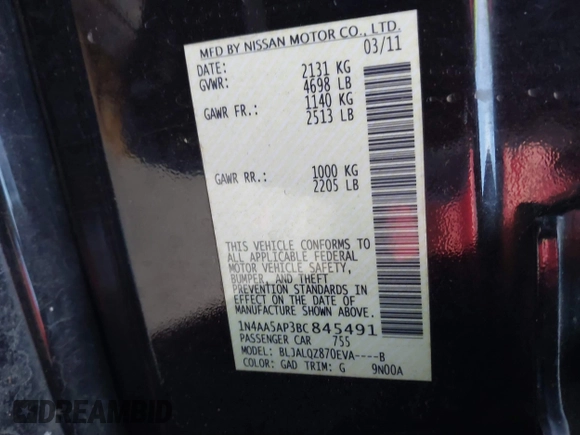 MFD BY NISSAN MOTOR CO., LTD.
DATE: 03/11
GVWR: 2131 KG
4698 LB
GAWR FR.: 1140 KG
2513 LB
GAWR RR.: 1000 KG
2205 LB
THIS VEHICLE CONFORMS TO
ALL APPLICABLE FEDERAL
MOTOR VEHICLE SAFETY,
BUMPER, AND THEFT
PREVENTION STANDARDS IN
EFFECT ON THE DATE OF
MANUFACTURE SHOWN ABOVE.
1N4AA5AP3BC845491
PASSENGER CAR 755
MODEL: BLJALQZ870EVA----B
COLOR: GAD TRIM: G 9N00A
DREAMBID